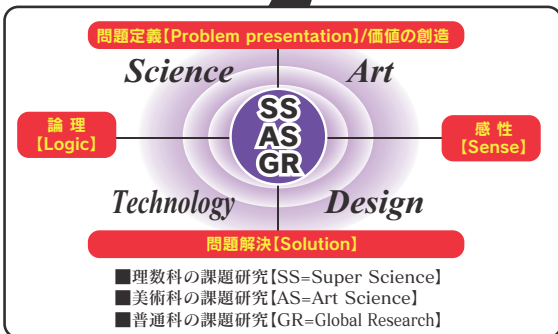 問題定義【Problem presentation】/価値の創造
Science
Art
論理
【Logic】
SS
AS
GR
感性
【Sense】
Technology
Design
問題解決【Solution】
■理数科の課題研究【SS=Super Science】
■美術科の課題研究【AS=Art Science】
■普通科の課題研究【GR=Global Research】